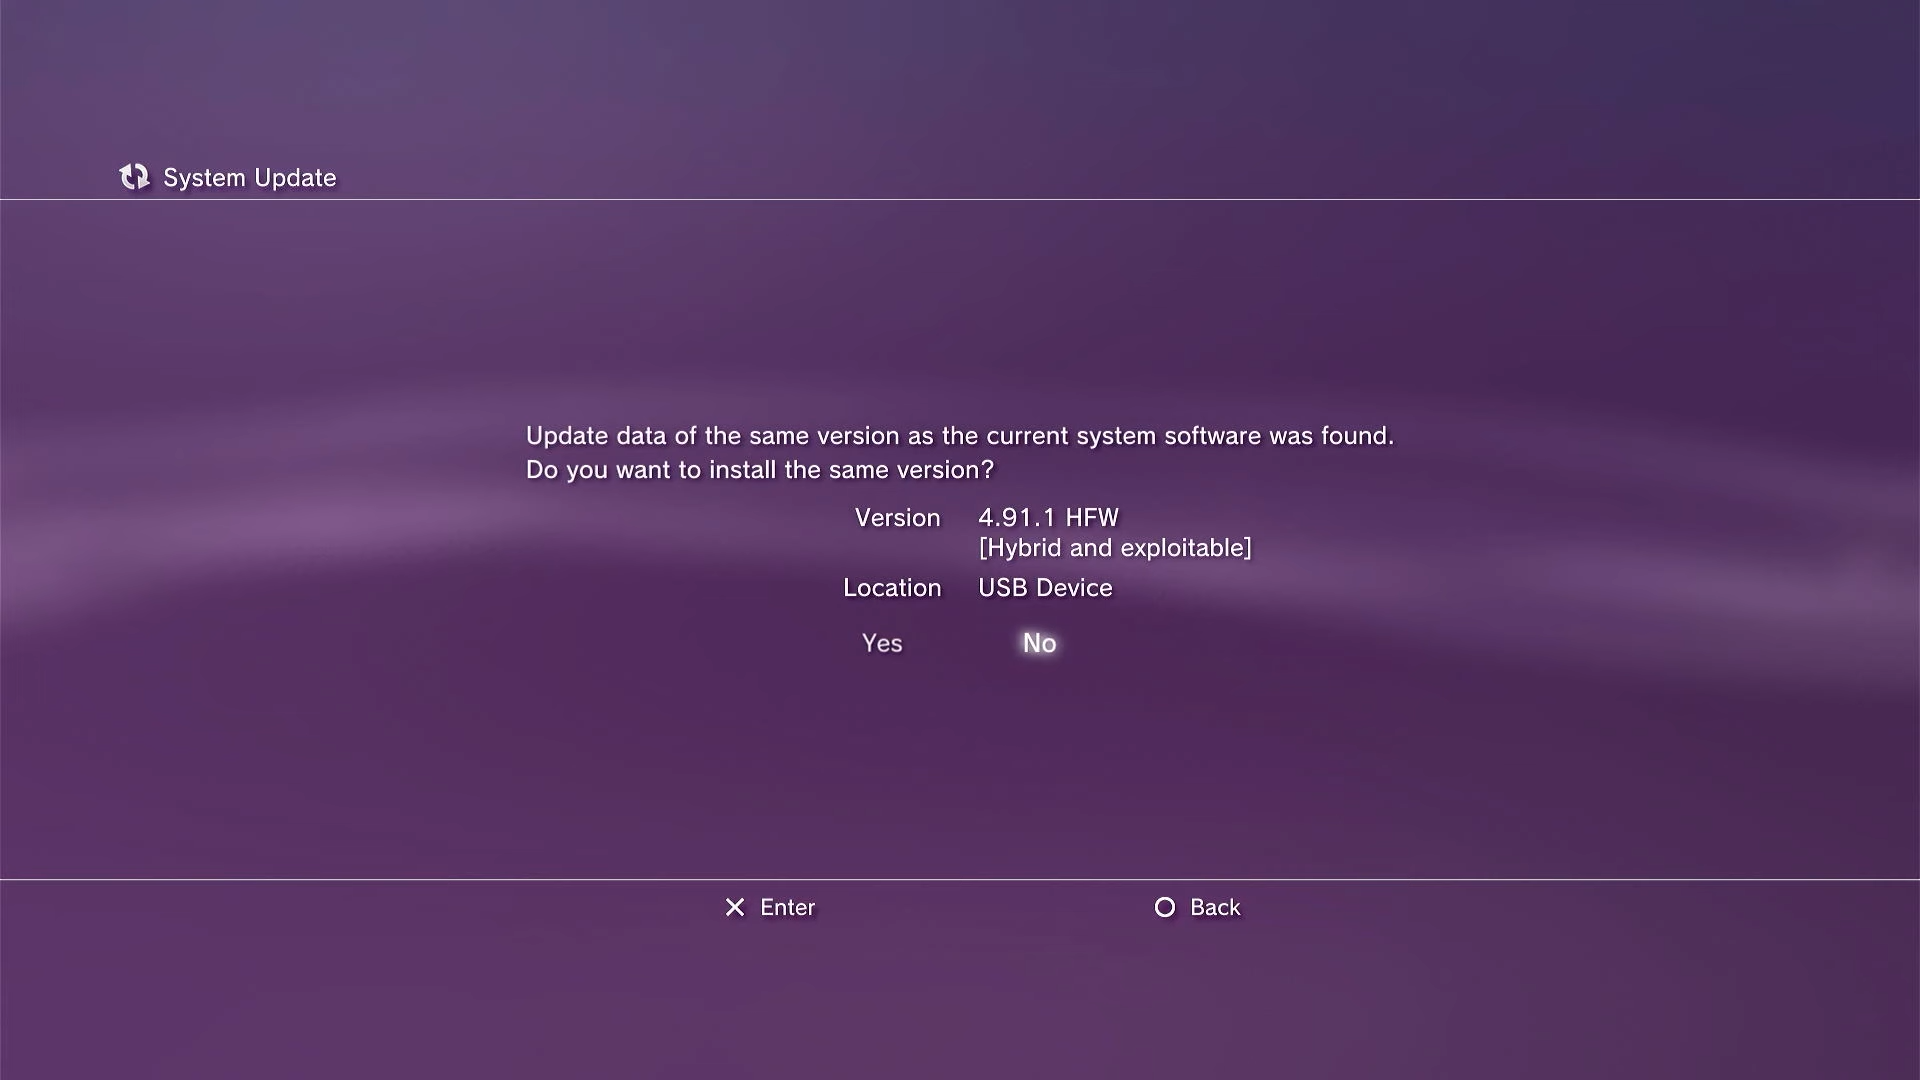 System Update
Update data of the same version as the current system software was found.
Do you want to install the same version?
Version 4.91.1 HFW
[Hybrid and exploitable]
Location USB Device
Yes No
Enter Back